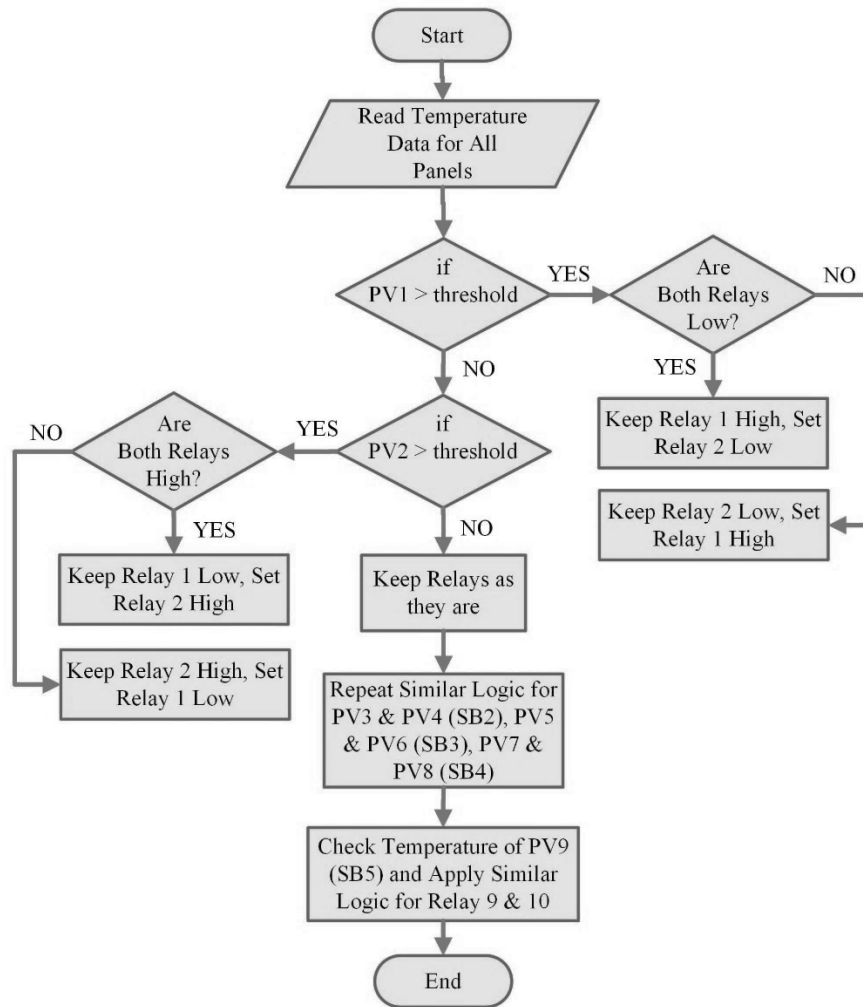 Start
Read Temperature
Data for All
Panels
if
PV1 > threshold
YES
Are
Both Relays
Low?
NO
NO
YES
Keep Relay 1 High, Set
Relay 2 Low
Keep Relay 2 Low, Set
Relay 1 High
if
PV2 > threshold
YES
Are
Both Relays
High?
NO
YES
Keep Relay 1 Low, Set
Relay 2 High
Keep Relay 2 High, Set
Relay 1 Low
NO
Keep Relays as
they are
Repeat Similar Logic for
PV3 & PV4 (SB2), PV5
& PV6 (SB3), PV7 &
PV8 (SB4)
Check Temperature of PV9
(SB5) and Apply Similar
Logic for Relay 9 & 10
End